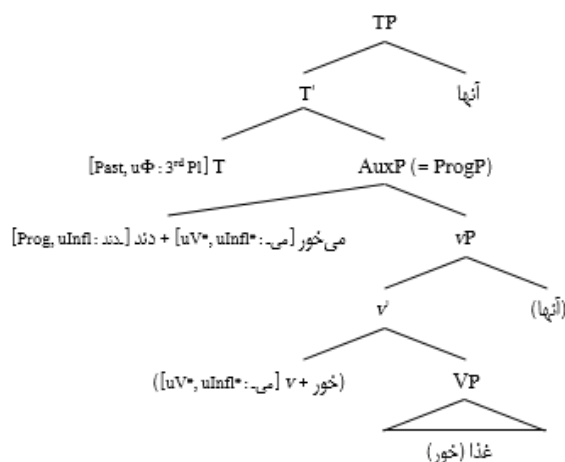 TP
T' آنها
[Past, uΦ : 3rd Pl] T AuxP (= ProgP)
می‌خور [uV*, uInfl* : می‌ـ] + دند [Prog, uInfl : ـدند] vP
v' (آنها)
(خور + v [uV*, uInfl* : می‌ـ]) VP
غذا (خور)